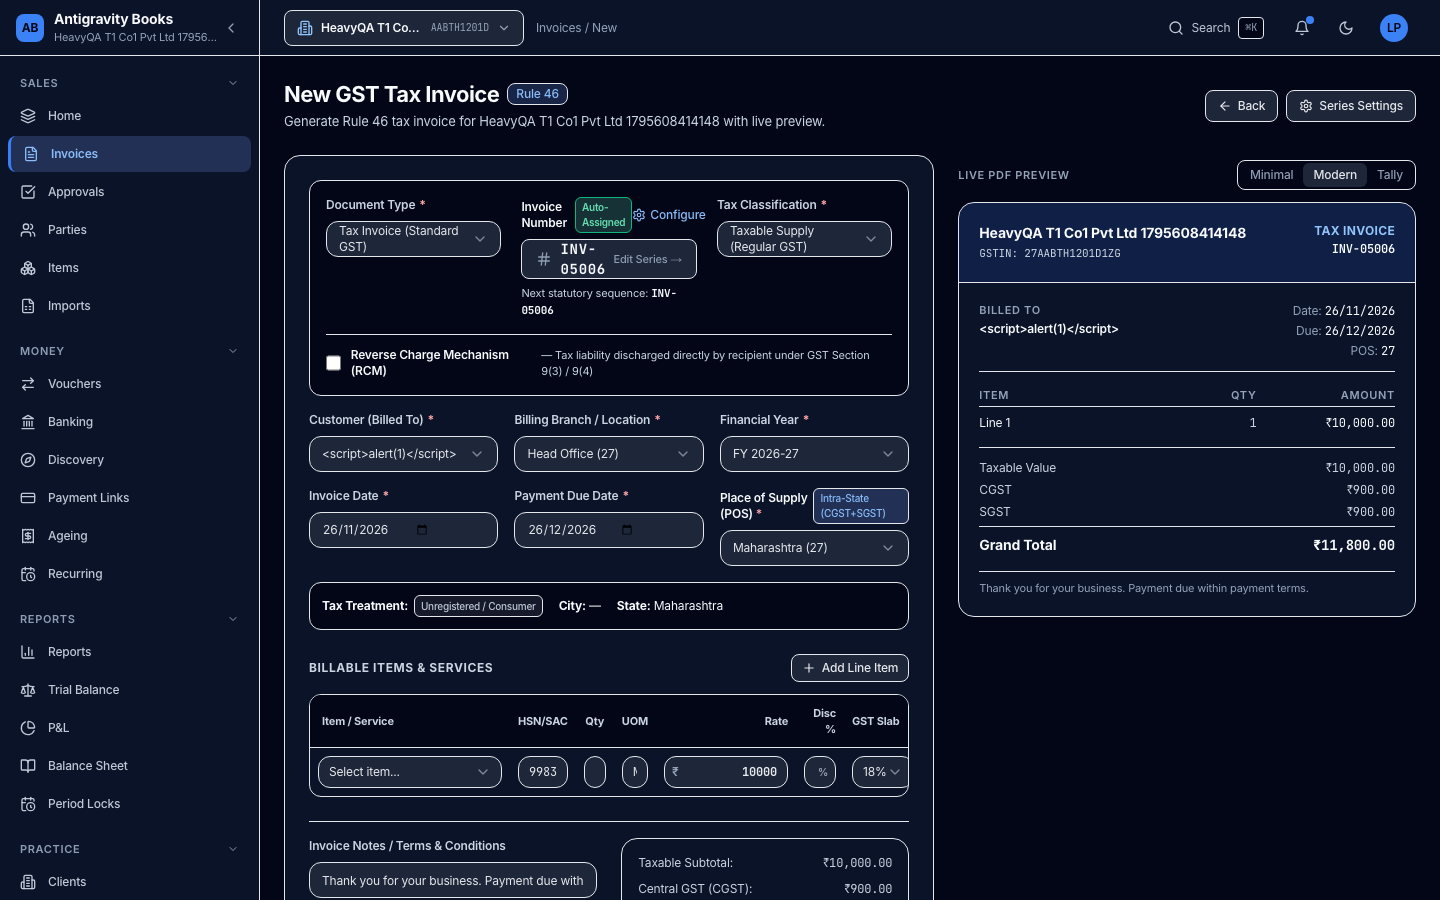 AB
Antigravity Books
HeavyQA T1 Co1 Pvt Ltd 17956...
HeavyQA T1 Co... AABTH1201D
Invoices / New
Search ⌘K
LP
SALES
Home
Invoices
Approvals
Parties
Items
Imports
MONEY
Vouchers
Banking
Discovery
Payment Links
Ageing
Recurring
REPORTS
Reports
Trial Balance
P&L
Balance Sheet
Period Locks
PRACTICE
Clients
New GST Tax Invoice Rule 46
Generate Rule 46 tax invoice for HeavyQA T1 Co1 Pvt Ltd 1795608414148 with live preview.
Back
Series Settings
Document Type *
Tax Invoice (Standard
GST)
Invoice
Number
Auto-
Assigned
Configure
INV-
05006
Edit Series →
Next statutory sequence: INV-
05006
Tax Classification *
Taxable Supply
(Regular GST)
Reverse Charge Mechanism
(RCM)
— Tax liability discharged directly by recipient under GST Section
9(3) / 9(4)
Customer (Billed To) *
<script>alert(1)</script>
Billing Branch / Location *
Head Office (27)
Financial Year *
FY 2026-27
Invoice Date *
26/11/2026
Payment Due Date *
26/12/2026
Place of Supply
(POS) *
Intra-State
(CGST+SGST)
Maharashtra (27)
Tax Treatment: Unregistered / Consumer City: — State: Maharashtra
BILLABLE ITEMS & SERVICES
Add Line Item
Item / Service HSN/SAC Qty UOM Rate Disc
% GST Slab
Select item... 9983 ₹ 10000 % 18%
Invoice Notes / Terms & Conditions
Thank you for your business. Payment due with
Taxable Subtotal: ₹10,000.00
Central GST (CGST): ₹900.00
LIVE PDF PREVIEW
Minimal Modern Tally
HeavyQA T1 Co1 Pvt Ltd 1795608414148
GSTIN: 27AABTH1201D1ZG
TAX INVOICE
INV-05006
BILLED TO
<script>alert(1)</script>
Date: 26/11/2026
Due: 26/12/2026
POS: 27
ITEM QTY AMOUNT
Line 1 1 ₹10,000.00
Taxable Value ₹10,000.00
CGST ₹900.00
SGST ₹900.00
Grand Total ₹11,800.00
Thank you for your business. Payment due within payment terms.